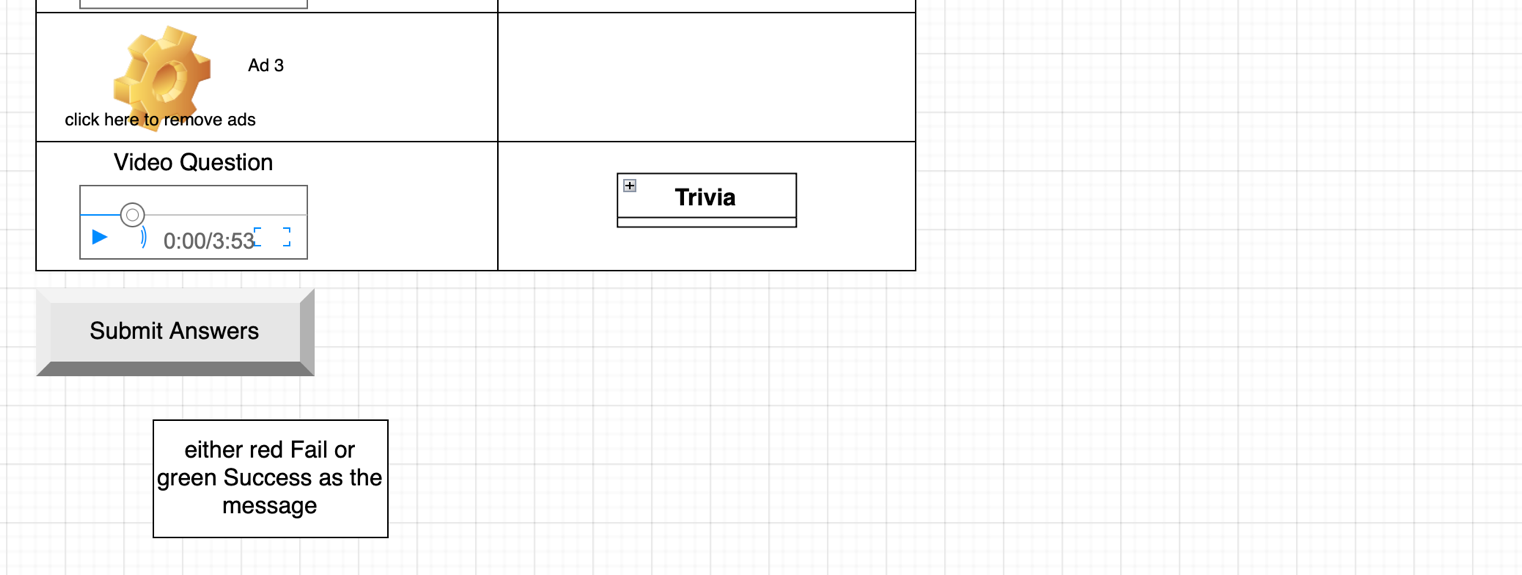 Ad 3
click here to remove ads
Video Question
Trivia
0:00/3:53
Submit Answers
either red Fail or
green Success as the
message